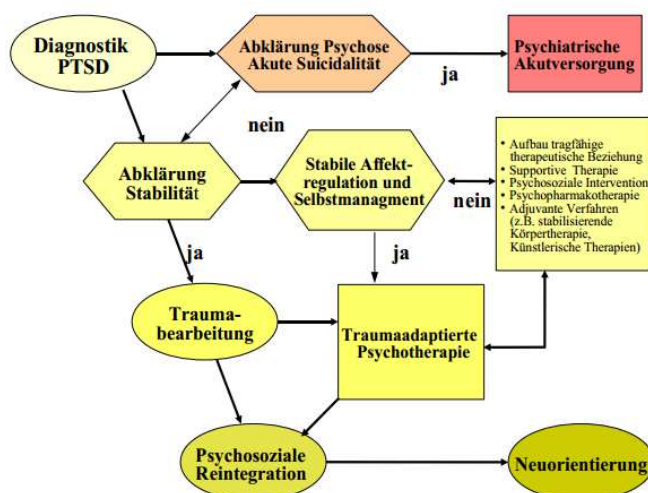 Diagnostik
PTSD
Abklärung Psychose
Akute Suicidalität
ja
Psychiatrische
Akutversorgung
nein
Abklärung
Stabilität
Stabile Affekt-
regulation und
Selbstmanagment
nein
• Aufbau tragfähige
therapeutische Beziehung
• Supportive Therapie
• Psychosoziale Intervention
• Psychopharmakotherapie
• Adjuvante Verfahren
(z.B. stabilisierende
Körpertherapie,
Künstlerische Therapien)
ja
ja
Trauma-
bearbeitung
Traumaadaptierte
Psychotherapie
Psychosoziale
Reintegration
Neuorientierung